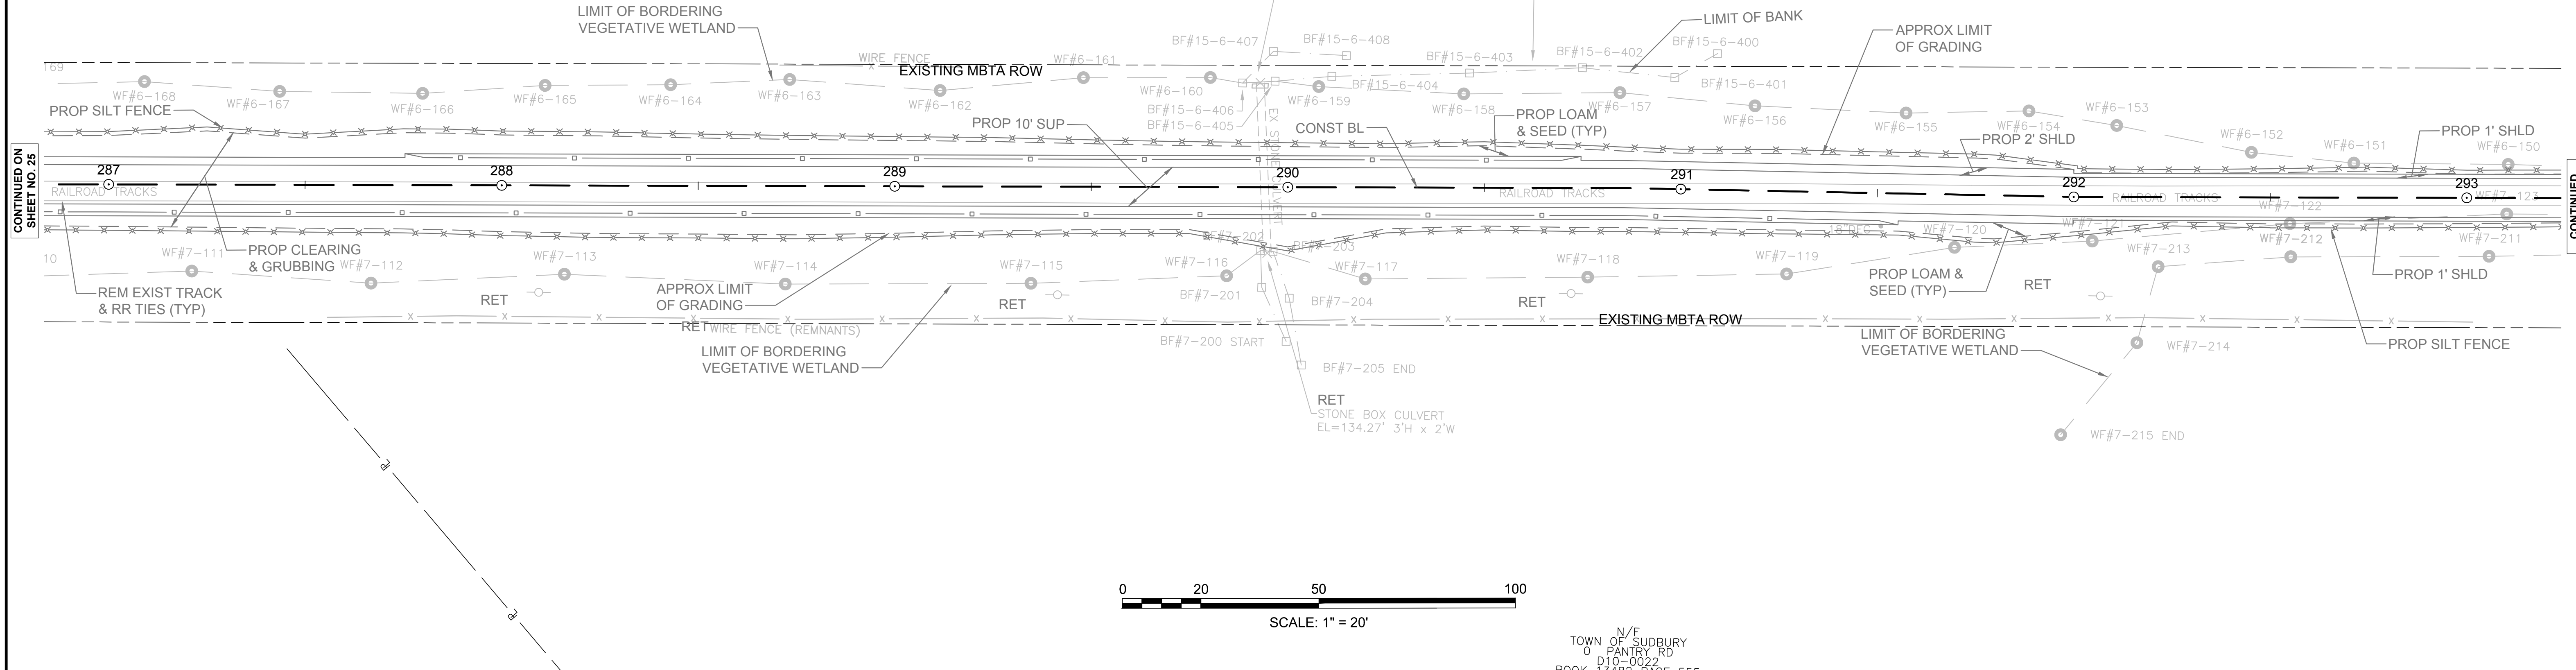 LIMIT OF BORDERING
VEGETATIVE WETLAND
WIRE FENCE
EXISTING MBTA ROW
WF#6-161
BF#15-6-407
BF#15-6-408
BF#15-6-403
BF#15-6-402
LIMIT OF BANK
BF#15-6-400
APPROX LIMIT
OF GRADING
169
WF#6-168
WF#6-167
WF#6-166
WF#6-165
WF#6-164
WF#6-163
WF#6-162
WF#6-160
BF#15-6-406
BF#15-6-405
WF#6-159
BF#15-6-404
WF#6-158
WF#6-157
BF#15-6-401
WF#6-156
WF#6-155
WF#6-154
WF#6-153
WF#6-152
WF#6-151
WF#6-150
PROP SILT FENCE
PROP 10' SUP
CONST BL
EX STONE CULVERT
PROP LOAM
& SEED (TYP)
PROP 2' SHLD
PROP 1' SHLD
CONTINUED ON
SHEET NO. 25
287
288
289
290
291
292
293
RAILROAD TRACKS
RAILROAD TRACKS
RAILROAD TRACKS
WF#7-123
WF#7-122
WF#7-121
CONTINUED
10
WF#7-111
PROP CLEARING
& GRUBBING
WF#7-112
WF#7-113
WF#7-114
WF#7-115
WF#7-116
BF#7-202
BF#7-203
WF#7-117
WF#7-118
WF#7-119
18"DEC
WF#7-120
WF#7-213
WF#7-212
WF#7-211
REM EXIST TRACK
& RR TIES (TYP)
RET
APPROX LIMIT
OF GRADING
RET
BF#7-201
BF#7-204
RET
PROP LOAM &
SEED (TYP)
RET
PROP 1' SHLD
RET
WIRE FENCE (REMNANTS)
EXISTING MBTA ROW
LIMIT OF BORDERING
VEGETATIVE WETLAND
BF#7-200 START
BF#7-205 END
LIMIT OF BORDERING
VEGETATIVE WETLAND
WF#7-214
PROP SILT FENCE
RET
STONE BOX CULVERT
EL=134.27' 3'H x 2'W
WF#7-215 END
0 20 50 100
SCALE: 1" = 20'
N/F
TOWN OF SUDBURY
0 PANTRY RD
D10-0022
BOOK 13482 PAGE 555